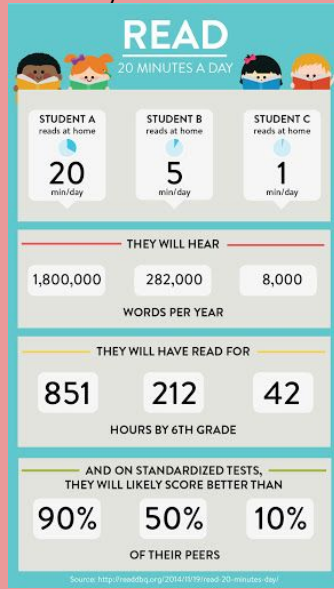 READ
20 MINUTES A DAY
STUDENT A
reads at home
20
min/day
STUDENT B
reads at home
5
min/day
STUDENT C
reads at home
1
min/day
THEY WILL HEAR
1,800,000 282,000 8,000
WORDS PER YEAR
THEY WILL HAVE READ FOR
851 212 42
HOURS BY 6TH GRADE
AND ON STANDARDIZED TESTS,
THEY WILL LIKELY SCORE BETTER THAN
90% 50% 10%
OF THEIR PEERS
Source: http://readdbq.org/2014/11/19/read-20-minutes-day/